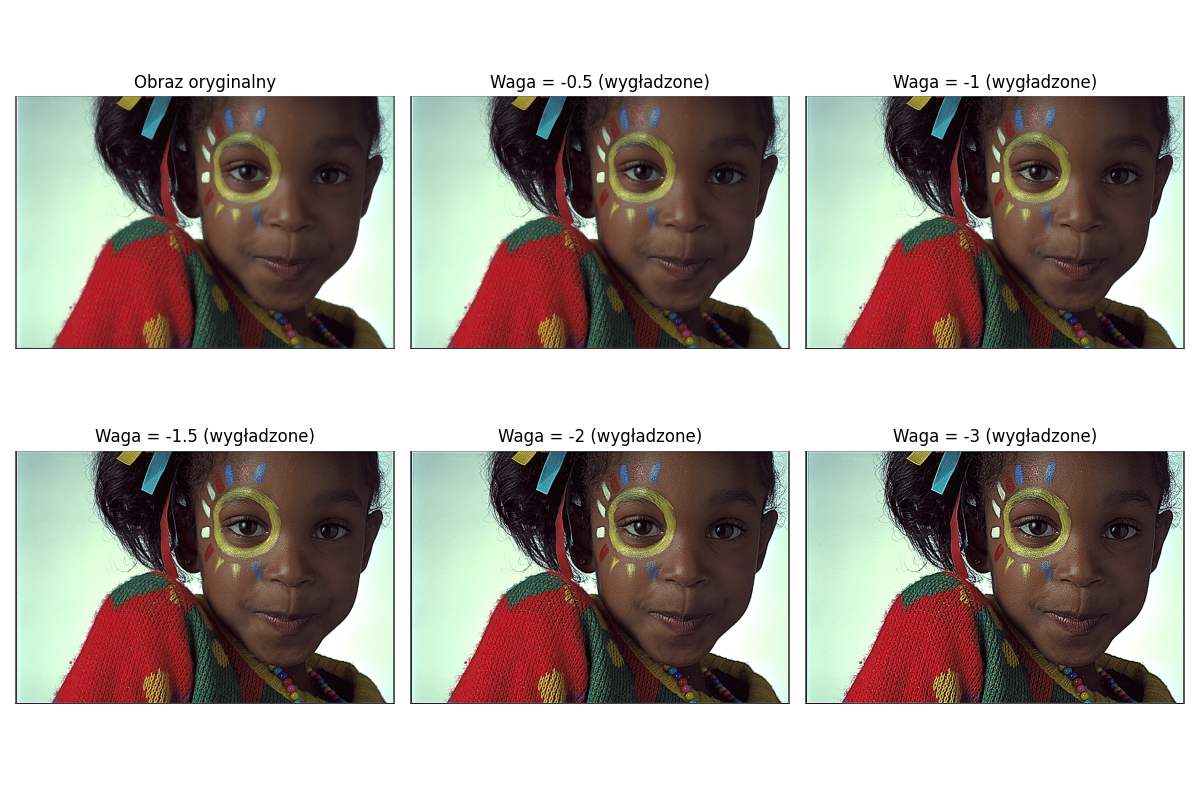 Obraz oryginalny
Waga = -0.5 (wygładzone)
Waga = -1 (wygładzone)
Waga = -1.5 (wygładzone)
Waga = -2 (wygładzone)
Waga = -3 (wygładzone)